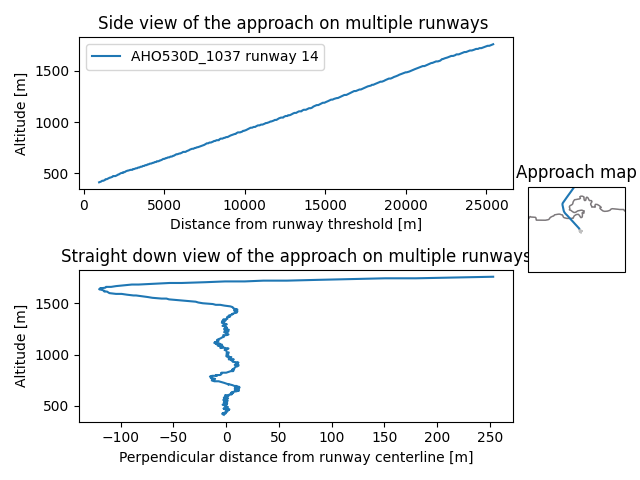 Side view of the approach on multiple runways
AHO530D_1037 runway 14
Altitude [m]
1500
1000
500
0
5000
10000
15000
20000
25000
Distance from runway threshold [m]
Approach map
Straight down view of the approach on multiple runways
Altitude [m]
1500
1000
500
−100
−50
0
50
100
150
200
250
Perpendicular distance from runway centerline [m]